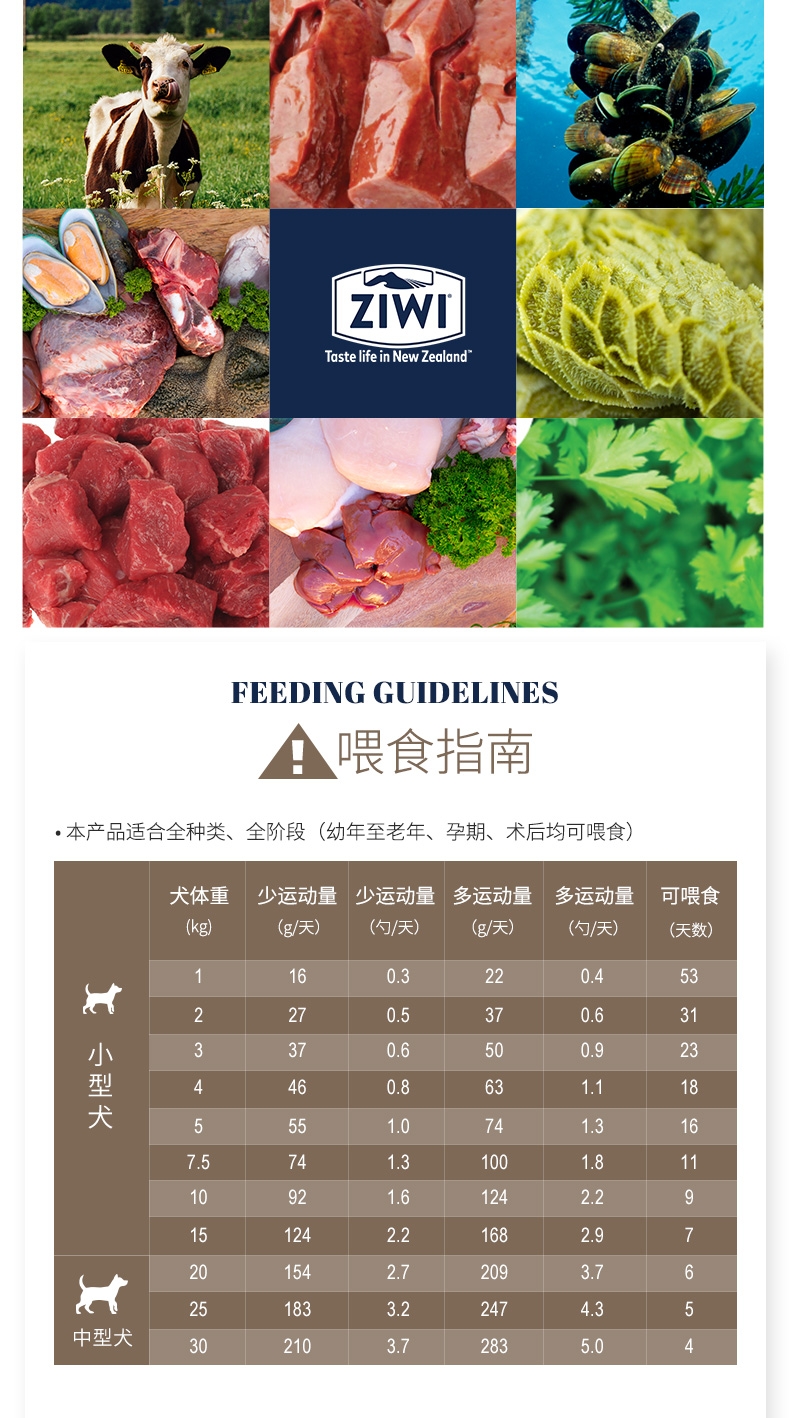 ZIWI®
Taste life in New Zealand™
FEEDING GUIDELINES
喂食指南
• 本产品适合全种类、全阶段（幼年至老年、孕期、术后均可喂食）
犬体重 少运动量 少运动量 多运动量 多运动量 可喂食
(kg) （g/天） （勺/天） （g/天） （勺/天） （天数）
小型犬
1 16 0.3 22 0.4 53
2 27 0.5 37 0.6 31
3 37 0.6 50 0.9 23
4 46 0.8 63 1.1 18
5 55 1.0 74 1.3 16
7.5 74 1.3 100 1.8 11
10 92 1.6 124 2.2 9
15 124 2.2 168 2.9 7
中型犬
20 154 2.7 209 3.7 6
25 183 3.2 247 4.3 5
30 210 3.7 283 5.0 4